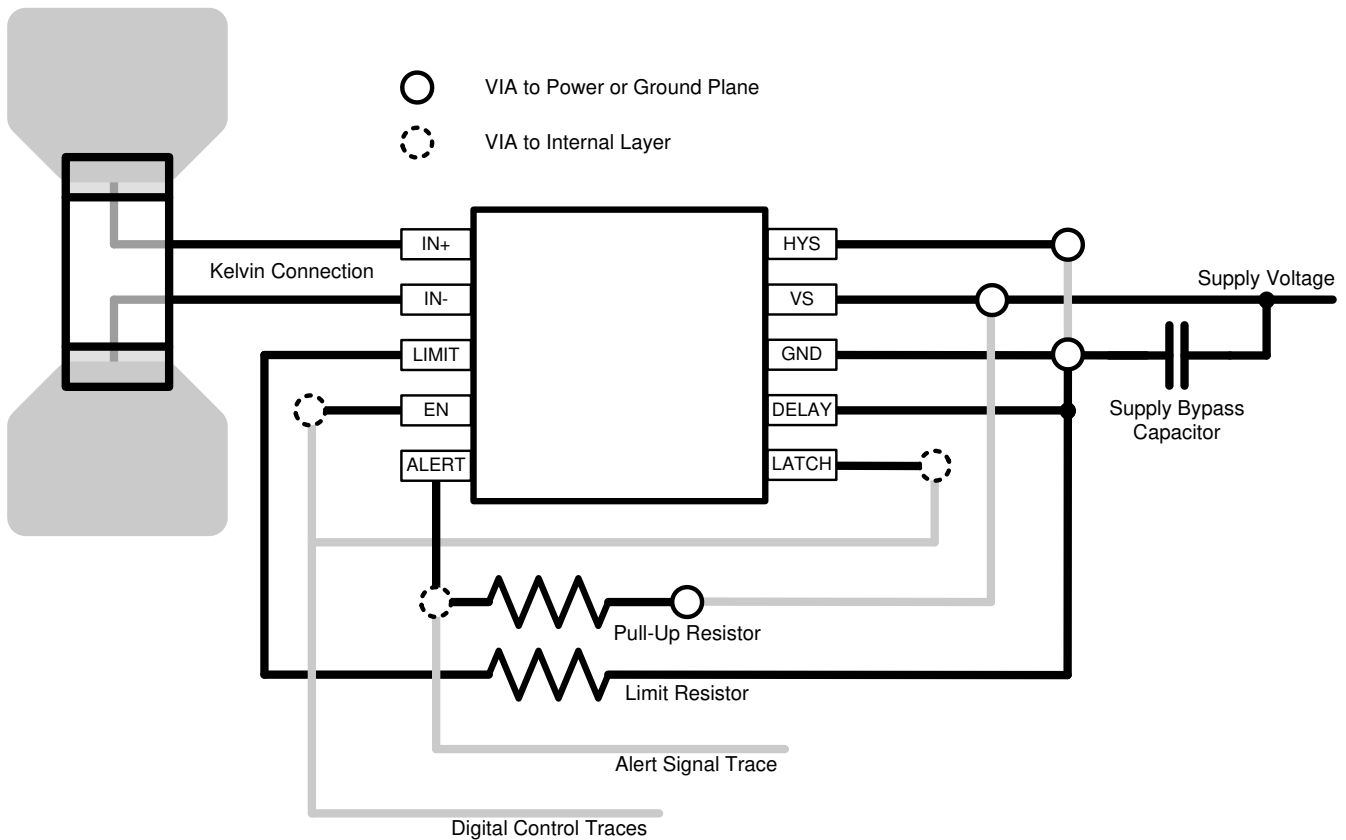 VIA to Power or Ground Plane
VIA to Internal Layer
IN+
HYS
Kelvin Connection
IN-
VS
Supply Voltage
LIMIT
GND
EN
DELAY
Supply Bypass
Capacitor
ALERT
LATCH
Pull-Up Resistor
Limit Resistor
Alert Signal Trace
Digital Control Traces